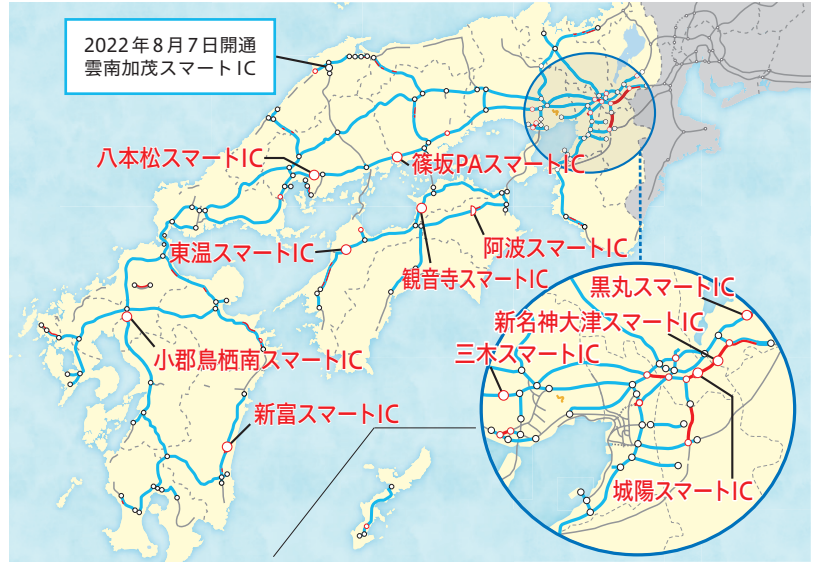 2022年8月7日開通
雲南加茂スマートIC
八本松スマートIC
篠坂PAスマートIC
東温スマートIC
阿波スマートIC
観音寺スマートIC
黒丸スマートIC
新名神大津スマートIC
三木スマートIC
小郡鳥栖南スマートIC
新富スマートIC
城陽スマートIC